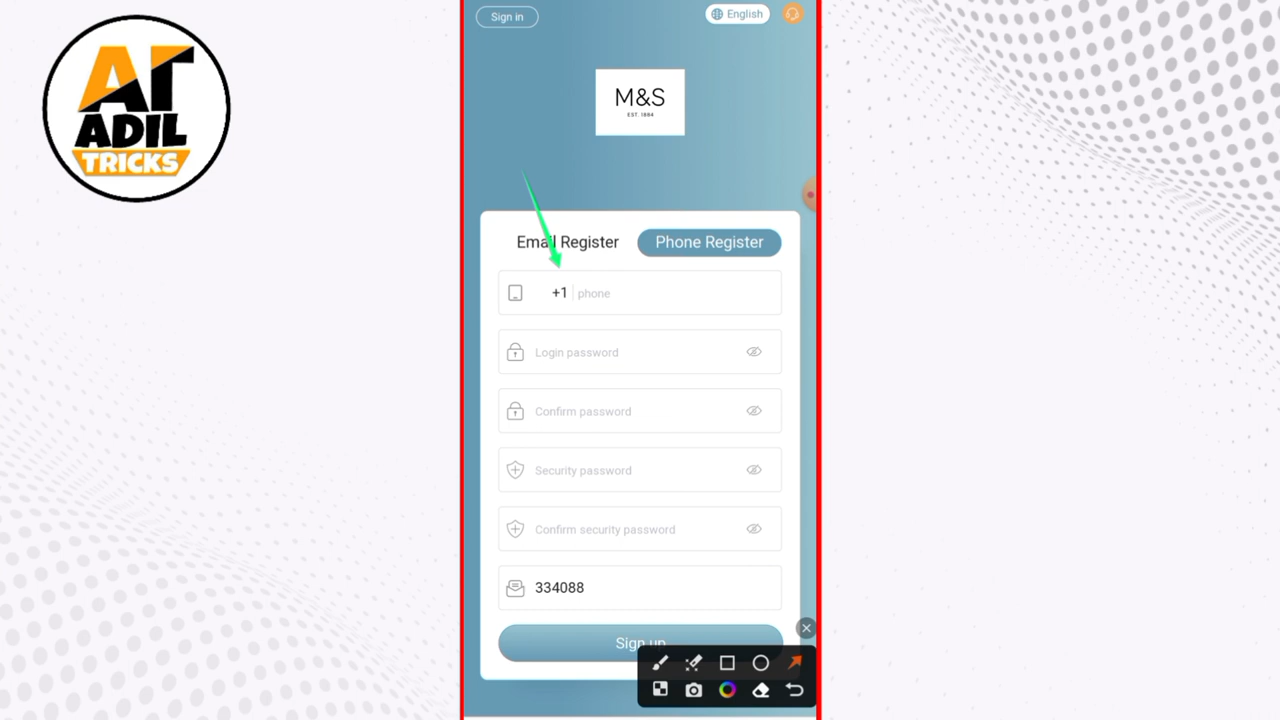 AT
ADIL
TRICKS
Sign in
English
M&S
EST. 1884
Email Register
Phone Register
+1 phone
Login password
Confirm password
Security password
Confirm security password
334088
Sign up